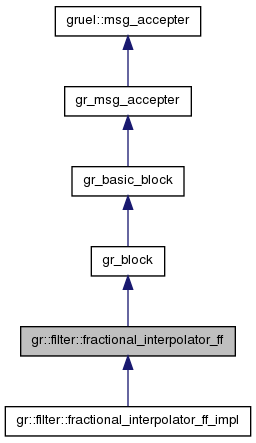 gruel::msg_accepter
gr_msg_accepter
gr_basic_block
gr_block
gr::filter::fractional_interpolator_ff
gr::filter::fractional_interpolator_ff_impl